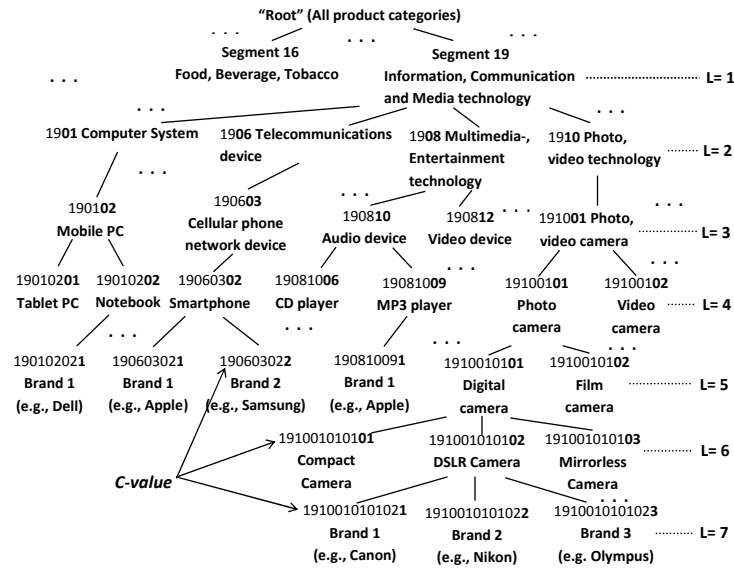 “Root” (All product categories)
. . .
. . .
. . .
Segment 16
Food, Beverage, Tobacco
Segment 19
Information, Communication
and Media technology
L= 1
. . .
. . .
. . .
1901 Computer System
1906 Telecommunications
device
1908 Multimedia-,
Entertainment
technology
1910 Photo,
video technology
L= 2
. . .
. . .
. . .
190102
Mobile PC
190603
Cellular phone
network device
190810
Audio device
190812
Video device
191001 Photo,
video camera
L= 3
. . .
. . .
19010201
Tablet PC
19010202
Notebook
19060302
Smartphone
19081006
CD player
19081009
MP3 player
19100101
Photo
camera
19100102
Video
camera
L= 4
. . .
. . .
. . .
. . .
190102021
Brand 1
(e.g., Dell)
190603021
Brand 1
(e.g., Apple)
190603022
Brand 2
(e.g., Samsung)
190810091
Brand 1
(e.g., Apple)
1910010101
Digital
camera
1910010102
Film
camera
L= 5
191001010101
Compact
Camera
191001010102
DSLR Camera
191001010103
Mirrorless
Camera
L= 6
C-value
. . .
1910010101021
Brand 1
(e.g., Canon)
1910010101022
Brand 2
(e.g., Nikon)
1910010101023
Brand 3
(e.g. Olympus)
L= 7